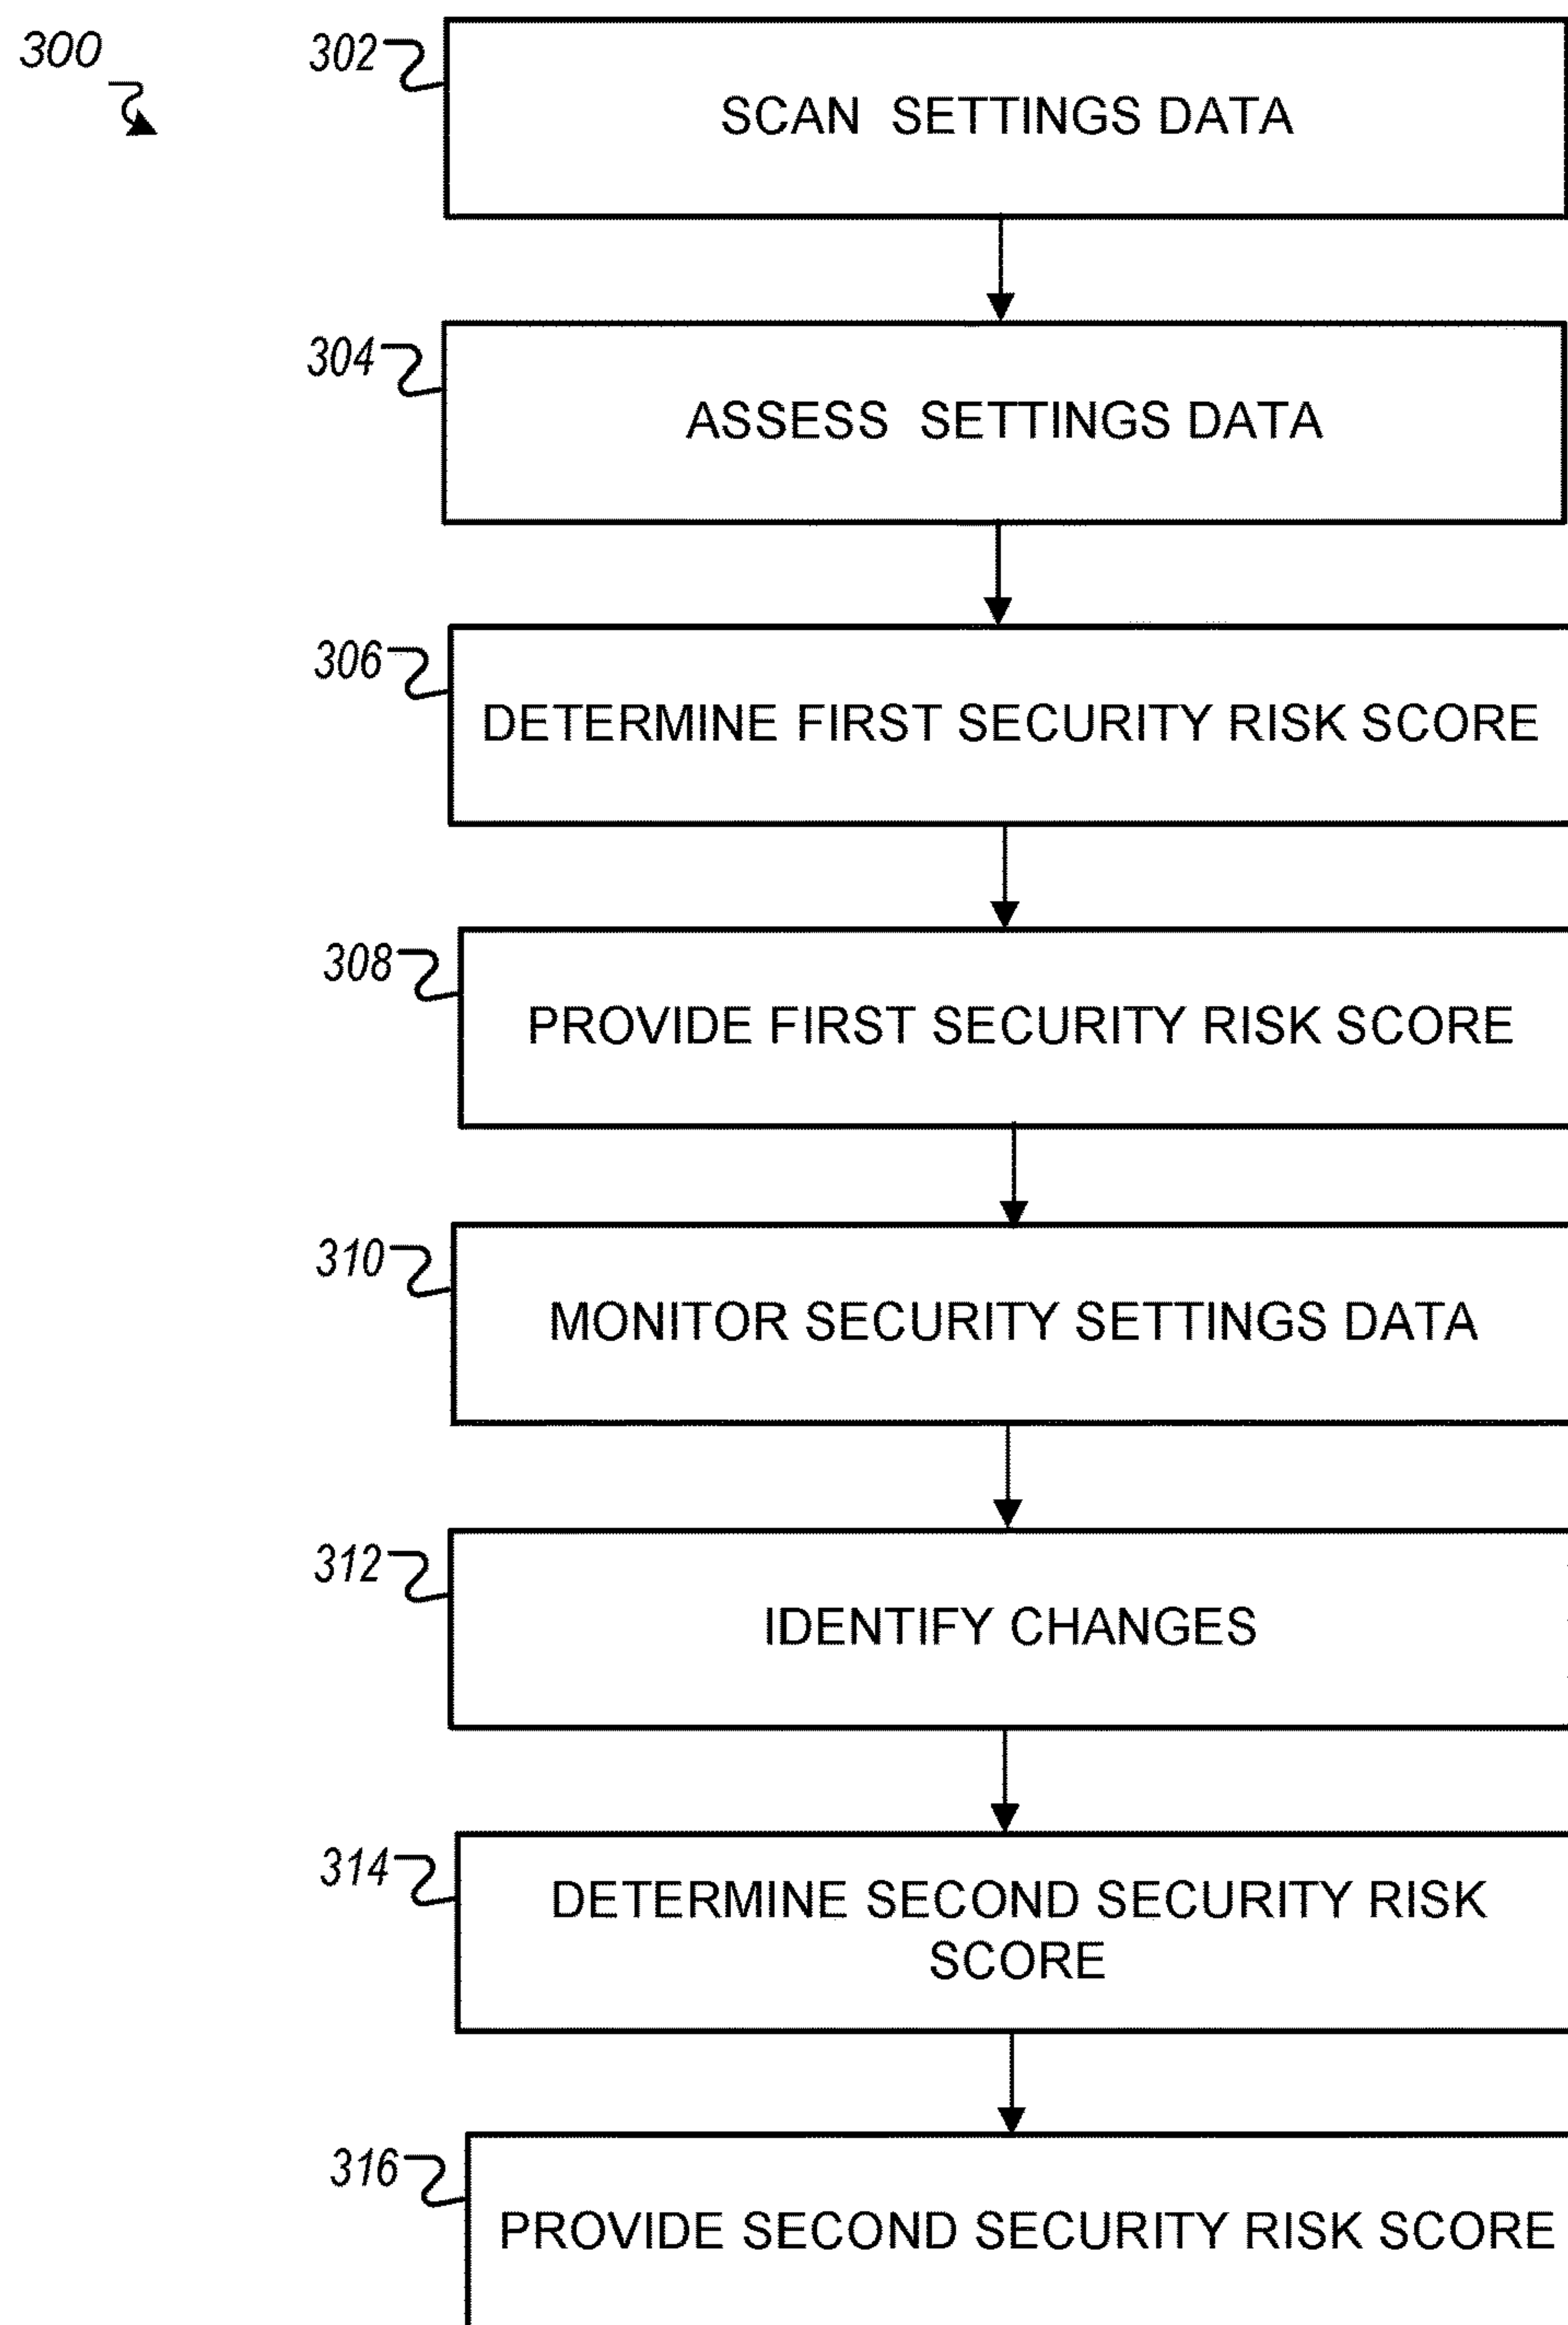 300
302
SCAN SETTINGS DATA
304
ASSESS SETTINGS DATA
306
DETERMINE FIRST SECURITY RISK SCORE
308
PROVIDE FIRST SECURITY RISK SCORE
310
MONITOR SECURITY SETTINGS DATA
312
IDENTIFY CHANGES
314
DETERMINE SECOND SECURITY RISK
SCORE
316
PROVIDE SECOND SECURITY RISK SCORE